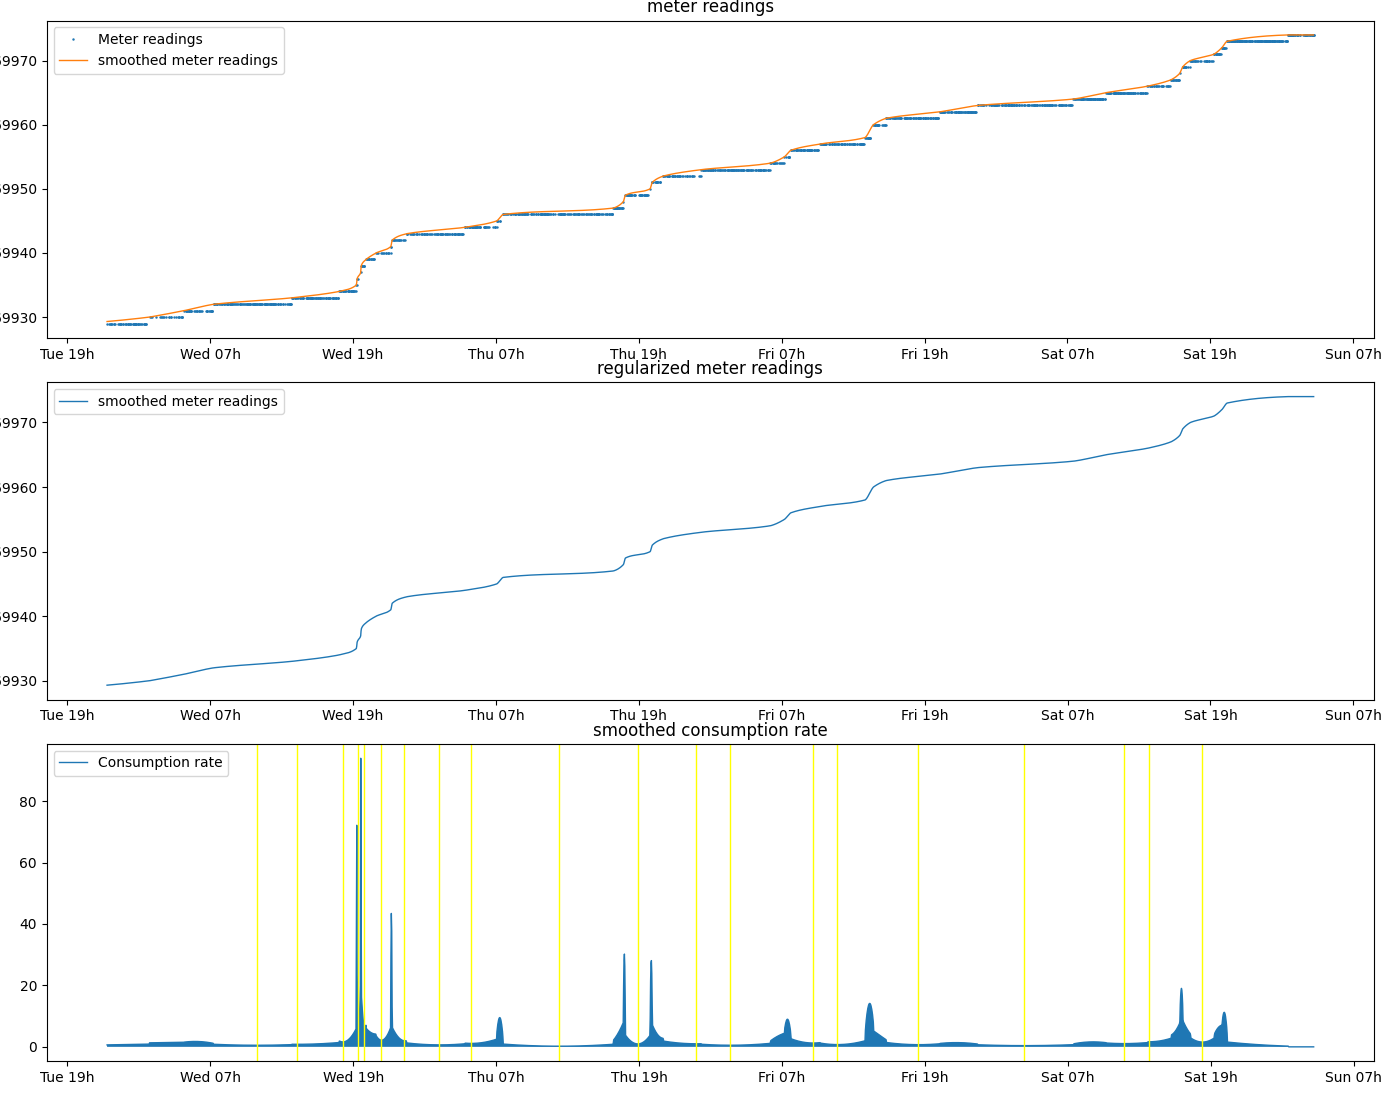 meter readings
Meter readings
smoothed meter readings
9970
9960
9950
9940
9930
Tue 19h Wed 07h Wed 19h Thu 07h Thu 19h Fri 07h Fri 19h Sat 07h Sat 19h Sun 07h
regularized meter readings
smoothed meter readings
9970
9960
9950
9940
9930
Tue 19h Wed 07h Wed 19h Thu 07h Thu 19h Fri 07h Fri 19h Sat 07h Sat 19h Sun 07h
smoothed consumption rate
Consumption rate
80
60
40
20
0
Tue 19h Wed 07h Wed 19h Thu 07h Thu 19h Fri 07h Fri 19h Sat 07h Sat 19h Sun 07h